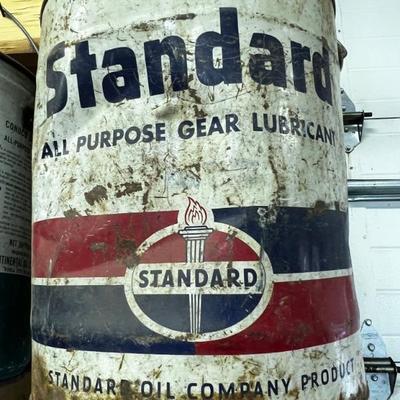 Standard
ALL PURPOSE GEAR LUBRICANT
STANDARD
STANDARD OIL COMPANY PRODUCT